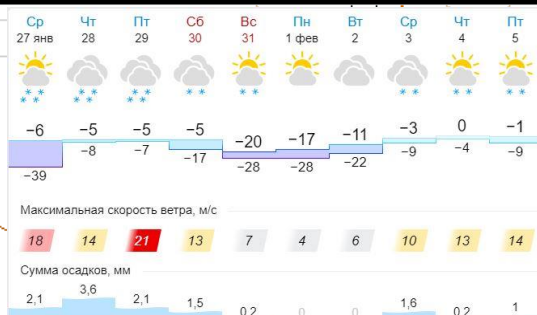 Ср Чт Пт Сб Вс Пн Вт Ср Чт Пт
27 янв 28 29 30 31 1 фев 2 3 4 5
−6 −5 −5 −5 −20 −17 −11 −3 0 −1
−39 −8 −7 −17 −28 −28 −22 −9 −4 −9
Максимальная скорость ветра, м/с
18 14 21 13 7 4 6 10 13 14
Сумма осадков, мм
2,1 3,6 2,1 1,5 0,2 0 0 1,6 0,2 1